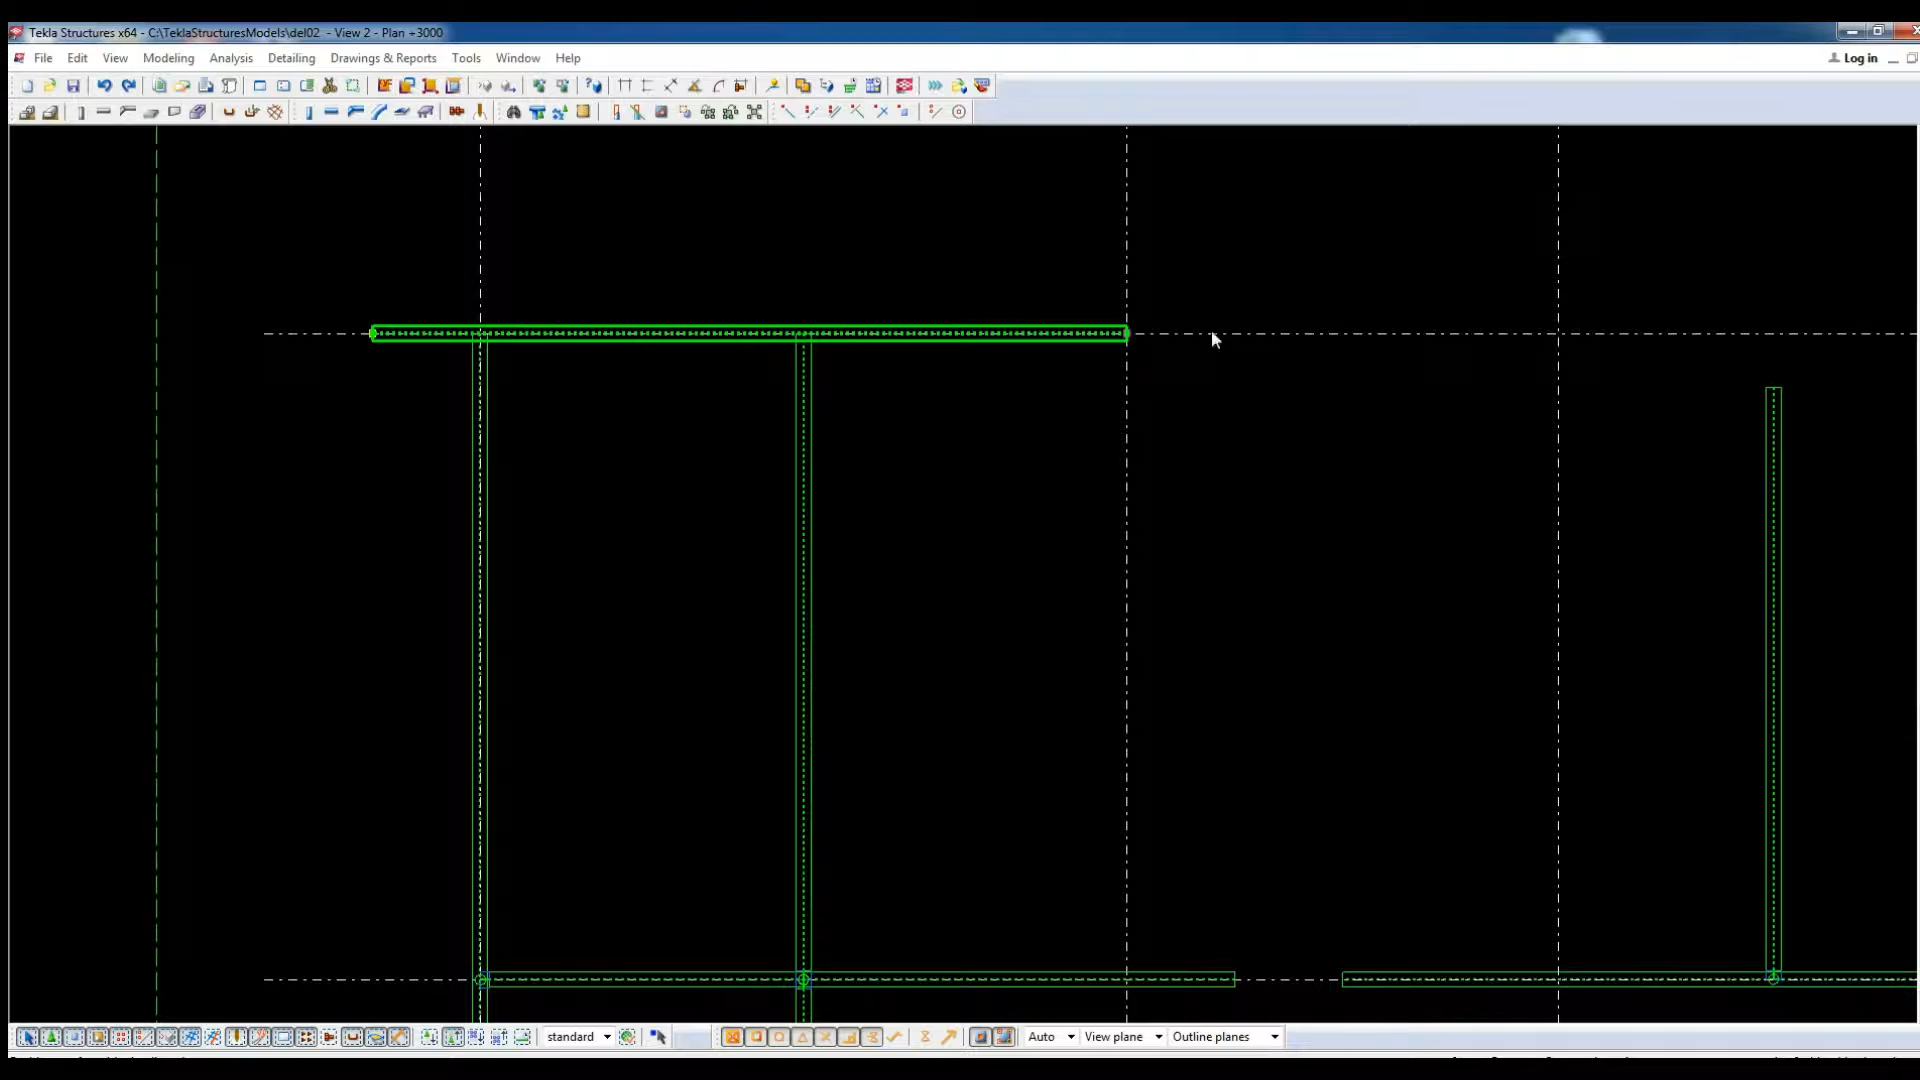 Tekla Structures x64 - C:\TeklaStructuresModels\del02 - View 2 - Plan +3000
File Edit View Modeling Analysis Detailing Drawings & Reports Tools Window Help
Log in
standard
Auto View plane Outline planes